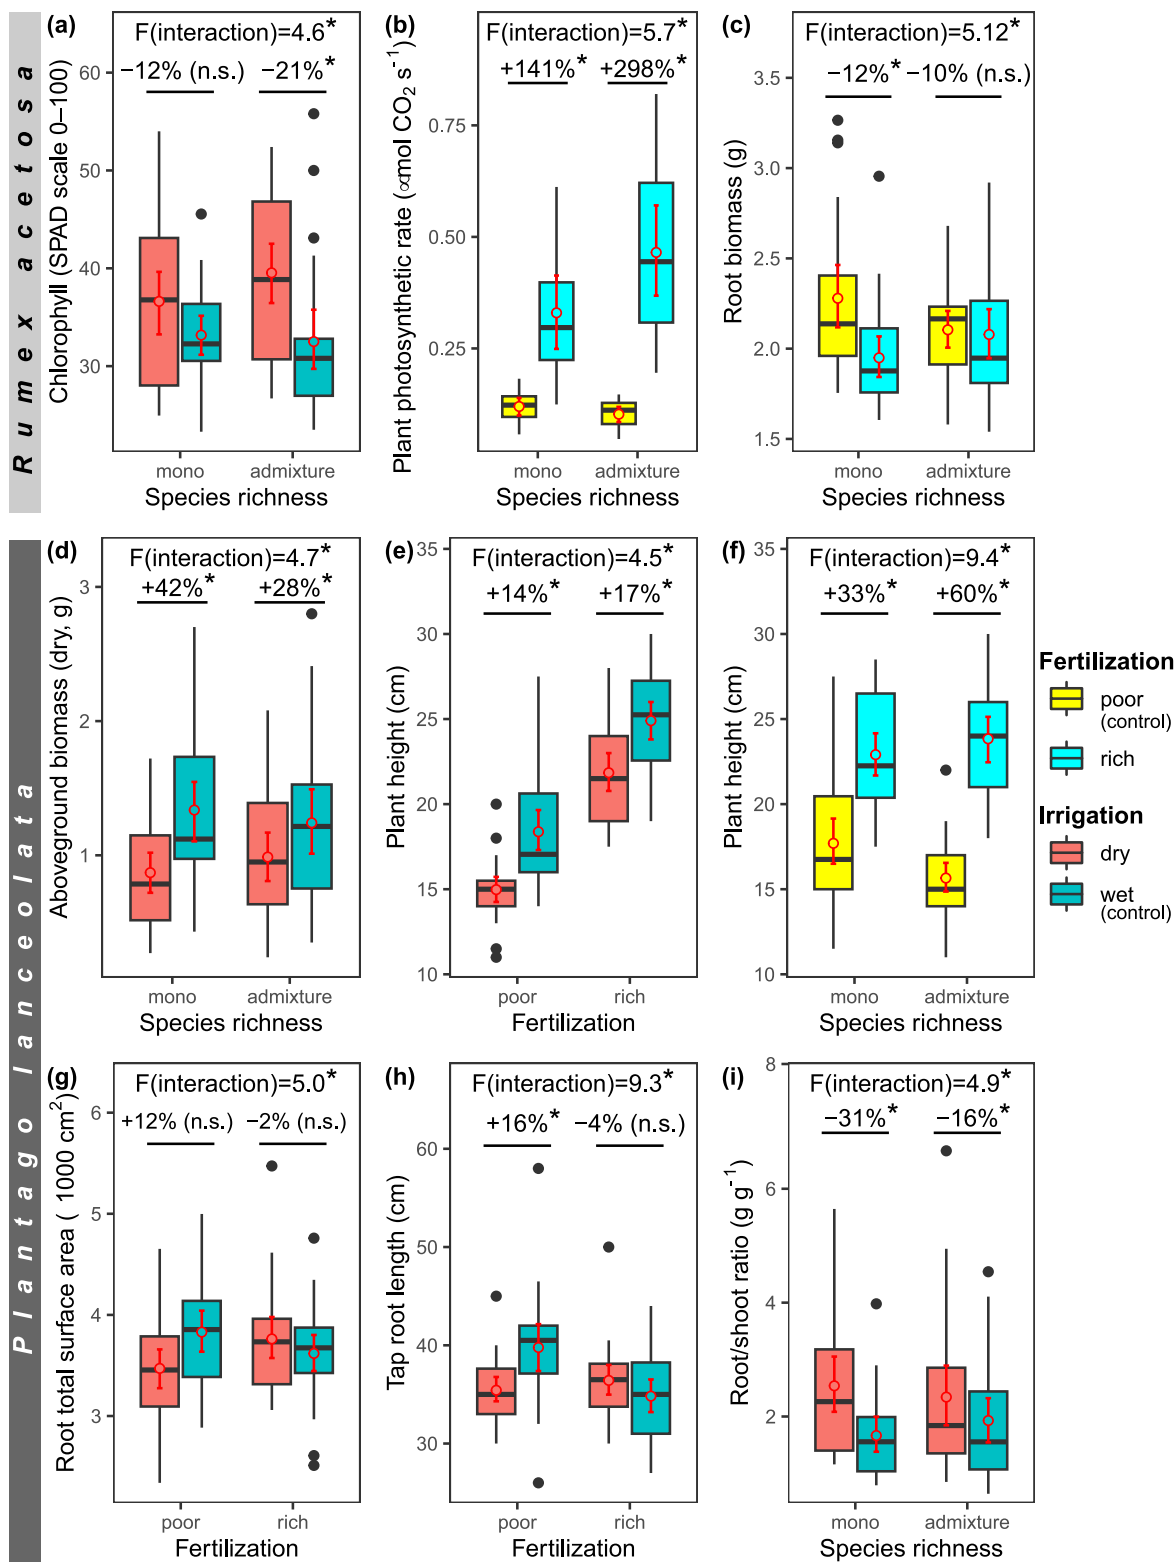 R u m e x a c e t o s a
(a)
F(interaction)=4.6*
−12% (n.s.) −21%*
Chlorophyll (SPAD scale 0–100)
60
50
40
30
mono admixture
Species richness
(b)
F(interaction)=5.7*
+141%* +298%*
Plant photosynthetic rate (αmol CO2 s−1)
0.75
0.50
0.25
mono admixture
Species richness
(c)
F(interaction)=5.12*
−12%* −10% (n.s.)
Root biomass (g)
3.5
3.0
2.5
2.0
1.5
mono admixture
Species richness
P l a n t a g o l a n c e o l a t a
(d)
F(interaction)=4.7*
+42%* +28%*
Aboveground biomass (dry, g)
3
2
1
mono admixture
Species richness
(e)
F(interaction)=4.5*
+14%* +17%*
Plant height (cm)
35
30
25
20
15
10
poor rich
Fertilization
(f)
F(interaction)=9.4*
+33%* +60%*
Plant height (cm)
35
30
25
20
15
10
mono admixture
Species richness
Fertilization
poor
(control)
rich
Irrigation
dry
wet
(control)
(g)
F(interaction)=5.0*
+12% (n.s.) −2% (n.s.)
Root total surface area ( 1000 cm2)
6
5
4
3
poor rich
Fertilization
(h)
F(interaction)=9.3*
+16%* −4% (n.s.)
Tap root length (cm)
60
50
40
30
poor rich
Fertilization
(i)
F(interaction)=4.9*
−31%* −16%*
Root/shoot ratio (g g−1)
8
6
4
2
mono admixture
Species richness